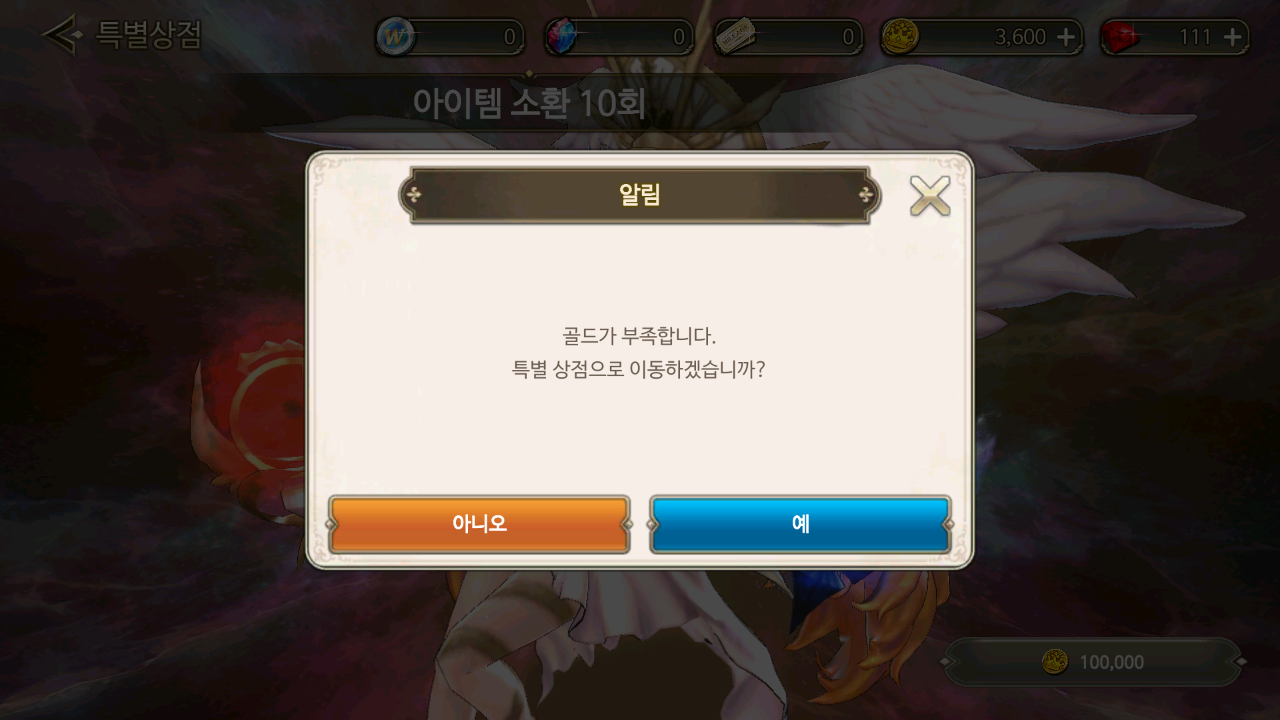 특별상점
0
0
0
3,600
111
아이템 소환 10회
알림
골드가 부족합니다.
특별 상점으로 이동하겠습니까?
아니오
예
100,000